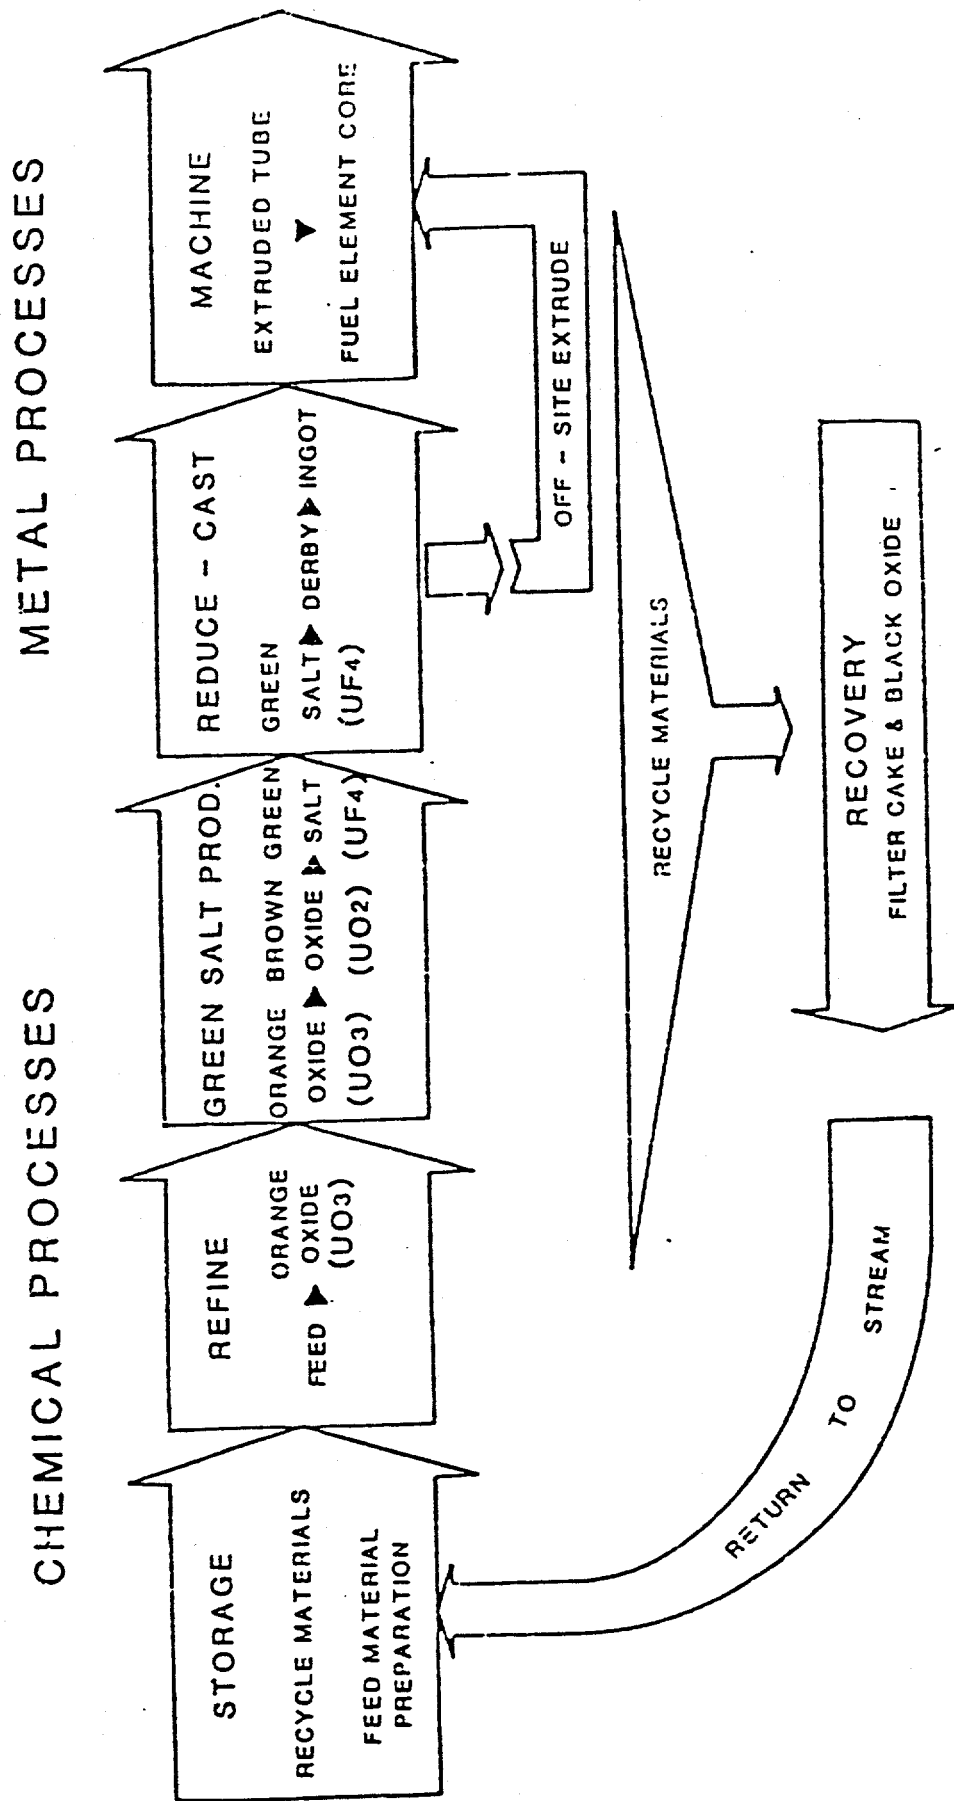 CHEMICAL PROCESSES
METAL PROCESSES
STORAGE
RECYCLE MATERIALS
FEED MATERIAL
PREPARATION
REFINE
ORANGE
FEED ▶ OXIDE
(UO3)
GREEN SALT PROD.
ORANGE BROWN GREEN
OXIDE ▶ OXIDE ▶ SALT
(UO3) (UO2) (UF4)
REDUCE - CAST
GREEN
SALT ▶ DERBY ▶ INGOT
(UF4)
MACHINE
EXTRUDED TUBE
▼
FUEL ELEMENT CORE
OFF - SITE EXTRUDE
RECYCLE MATERIALS
RECOVERY
FILTER CAKE & BLACK OXIDE
RETURN TO STREAM